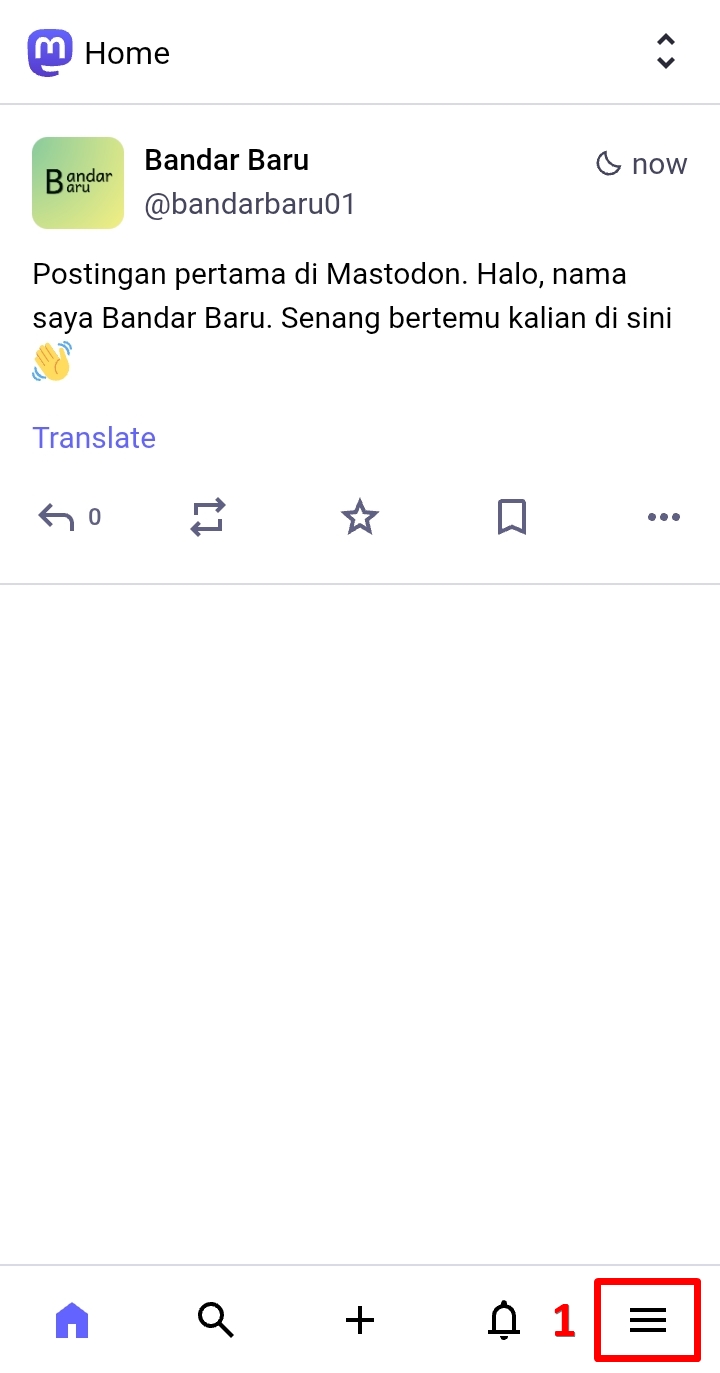 Home
Bandar Baru
Bandar Baru
now
@bandarbaru01
Postingan pertama di Mastodon. Halo, nama
saya Bandar Baru. Senang bertemu kalian di sini
👋
Translate
0
1